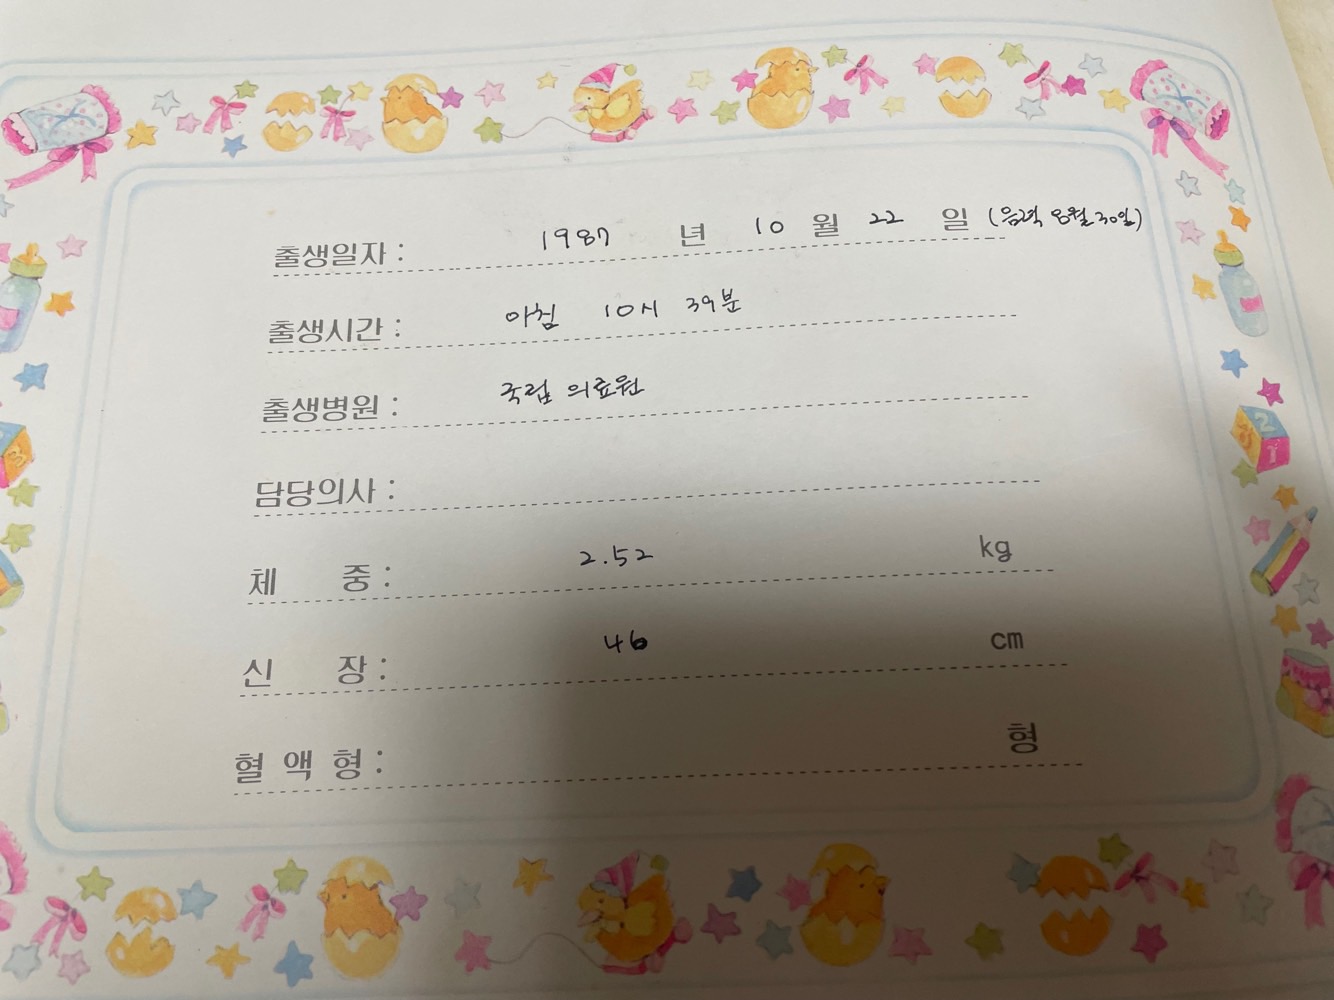 출생일자 : 1987 년 10 월 22 일 (음력 8월 30일)
출생시간 : 아침 10시 39분
출생병원 : 국립 의료원
담당의사 :
체 중 : 2.52 kg
신 장 : 46 cm
혈 액 형 : 형